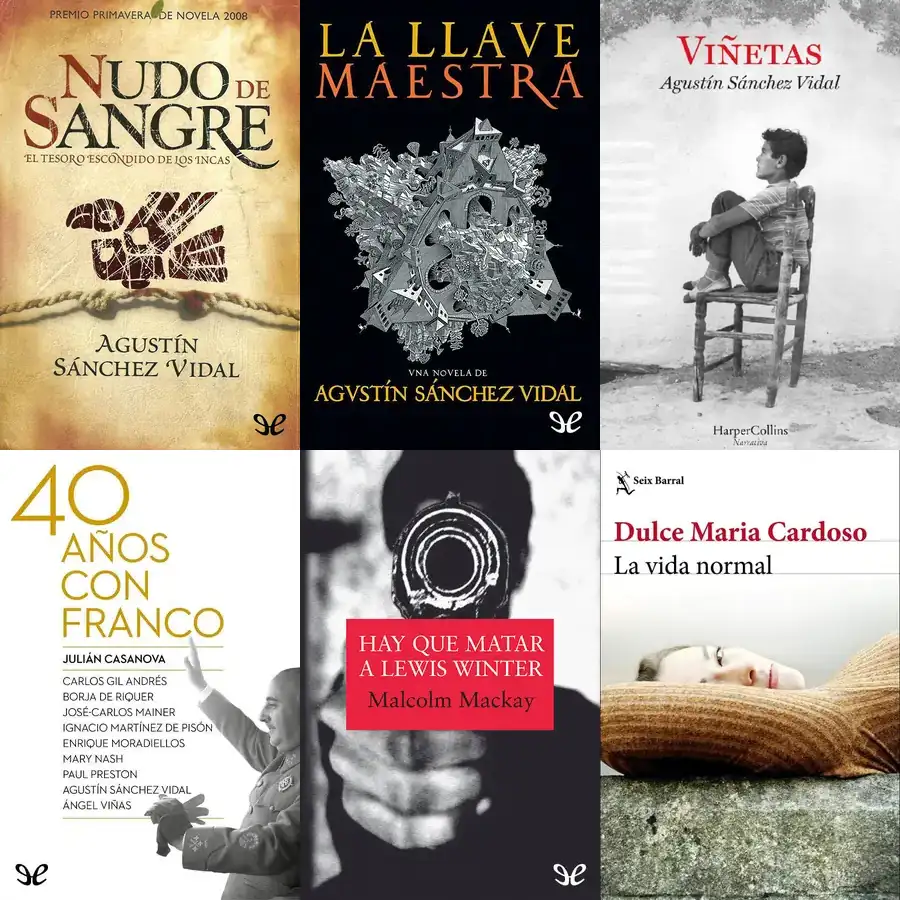 PREMIO PRIMAVERA DE NOVELA 2008
NUDO DE
SANGRE
EL TESORO ESCONDIDO DE LOS INCAS
AGUSTÍN
SÁNCHEZ VIDAL
LA LLAVE
MAESTRA
VNA NOVELA DE
AGVSTÍN SÁNCHEZ VIDAL
VIÑETAS
Agustín Sánchez Vidal
HarperCollins
Narrativa
40
AÑOS
CON
FRANCO
JULIÁN CASANOVA
CARLOS GIL ANDRÉS
BORJA DE RIQUER
JOSÉ-CARLOS MAINER
IGNACIO MARTÍNEZ DE PISÓN
ENRIQUE MORADIELLOS
MARY NASH
PAUL PRESTON
AGUSTÍN SÁNCHEZ VIDAL
ÁNGEL VIÑAS
HAY QUE MATAR
A LEWIS WINTER
Malcolm Mackay
Seix Barral
Dulce Maria Cardoso
La vida normal